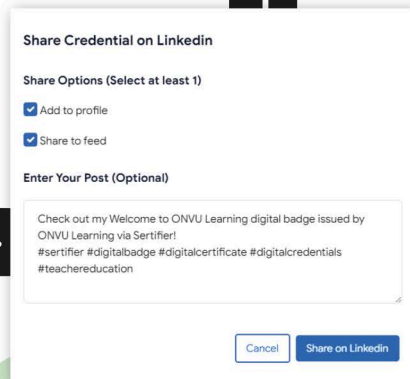 Share Credential on Linkedin
Share Options (Select at least 1)
Add to profile
Share to feed
Enter Your Post (Optional)
Check out my Welcome to ONVU Learning digital badge issued by
ONVU Learning via Sertifier!
#sertifier #digitalbadge #digitalcertificate #digitalcredentials
#teachereducation
Cancel
Share on Linkedin